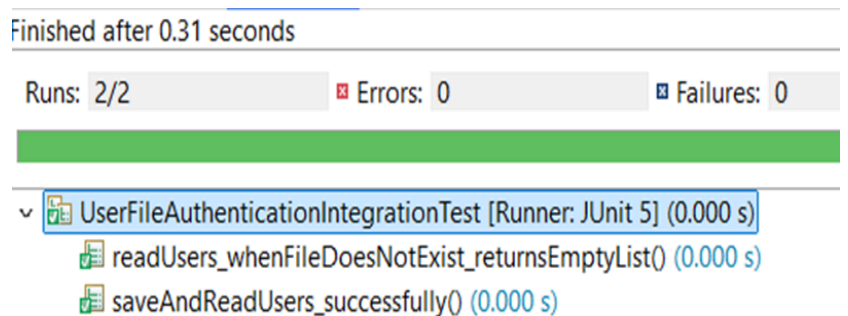 Finished after 0.31 seconds
Runs: 2/2 Errors: 0 Failures: 0
UserFileAuthenticationIntegrationTest [Runner: JUnit 5] (0.000 s)
readUsers_whenFileDoesNotExist_returnsEmptyList() (0.000 s)
saveAndReadUsers_successfully() (0.000 s)